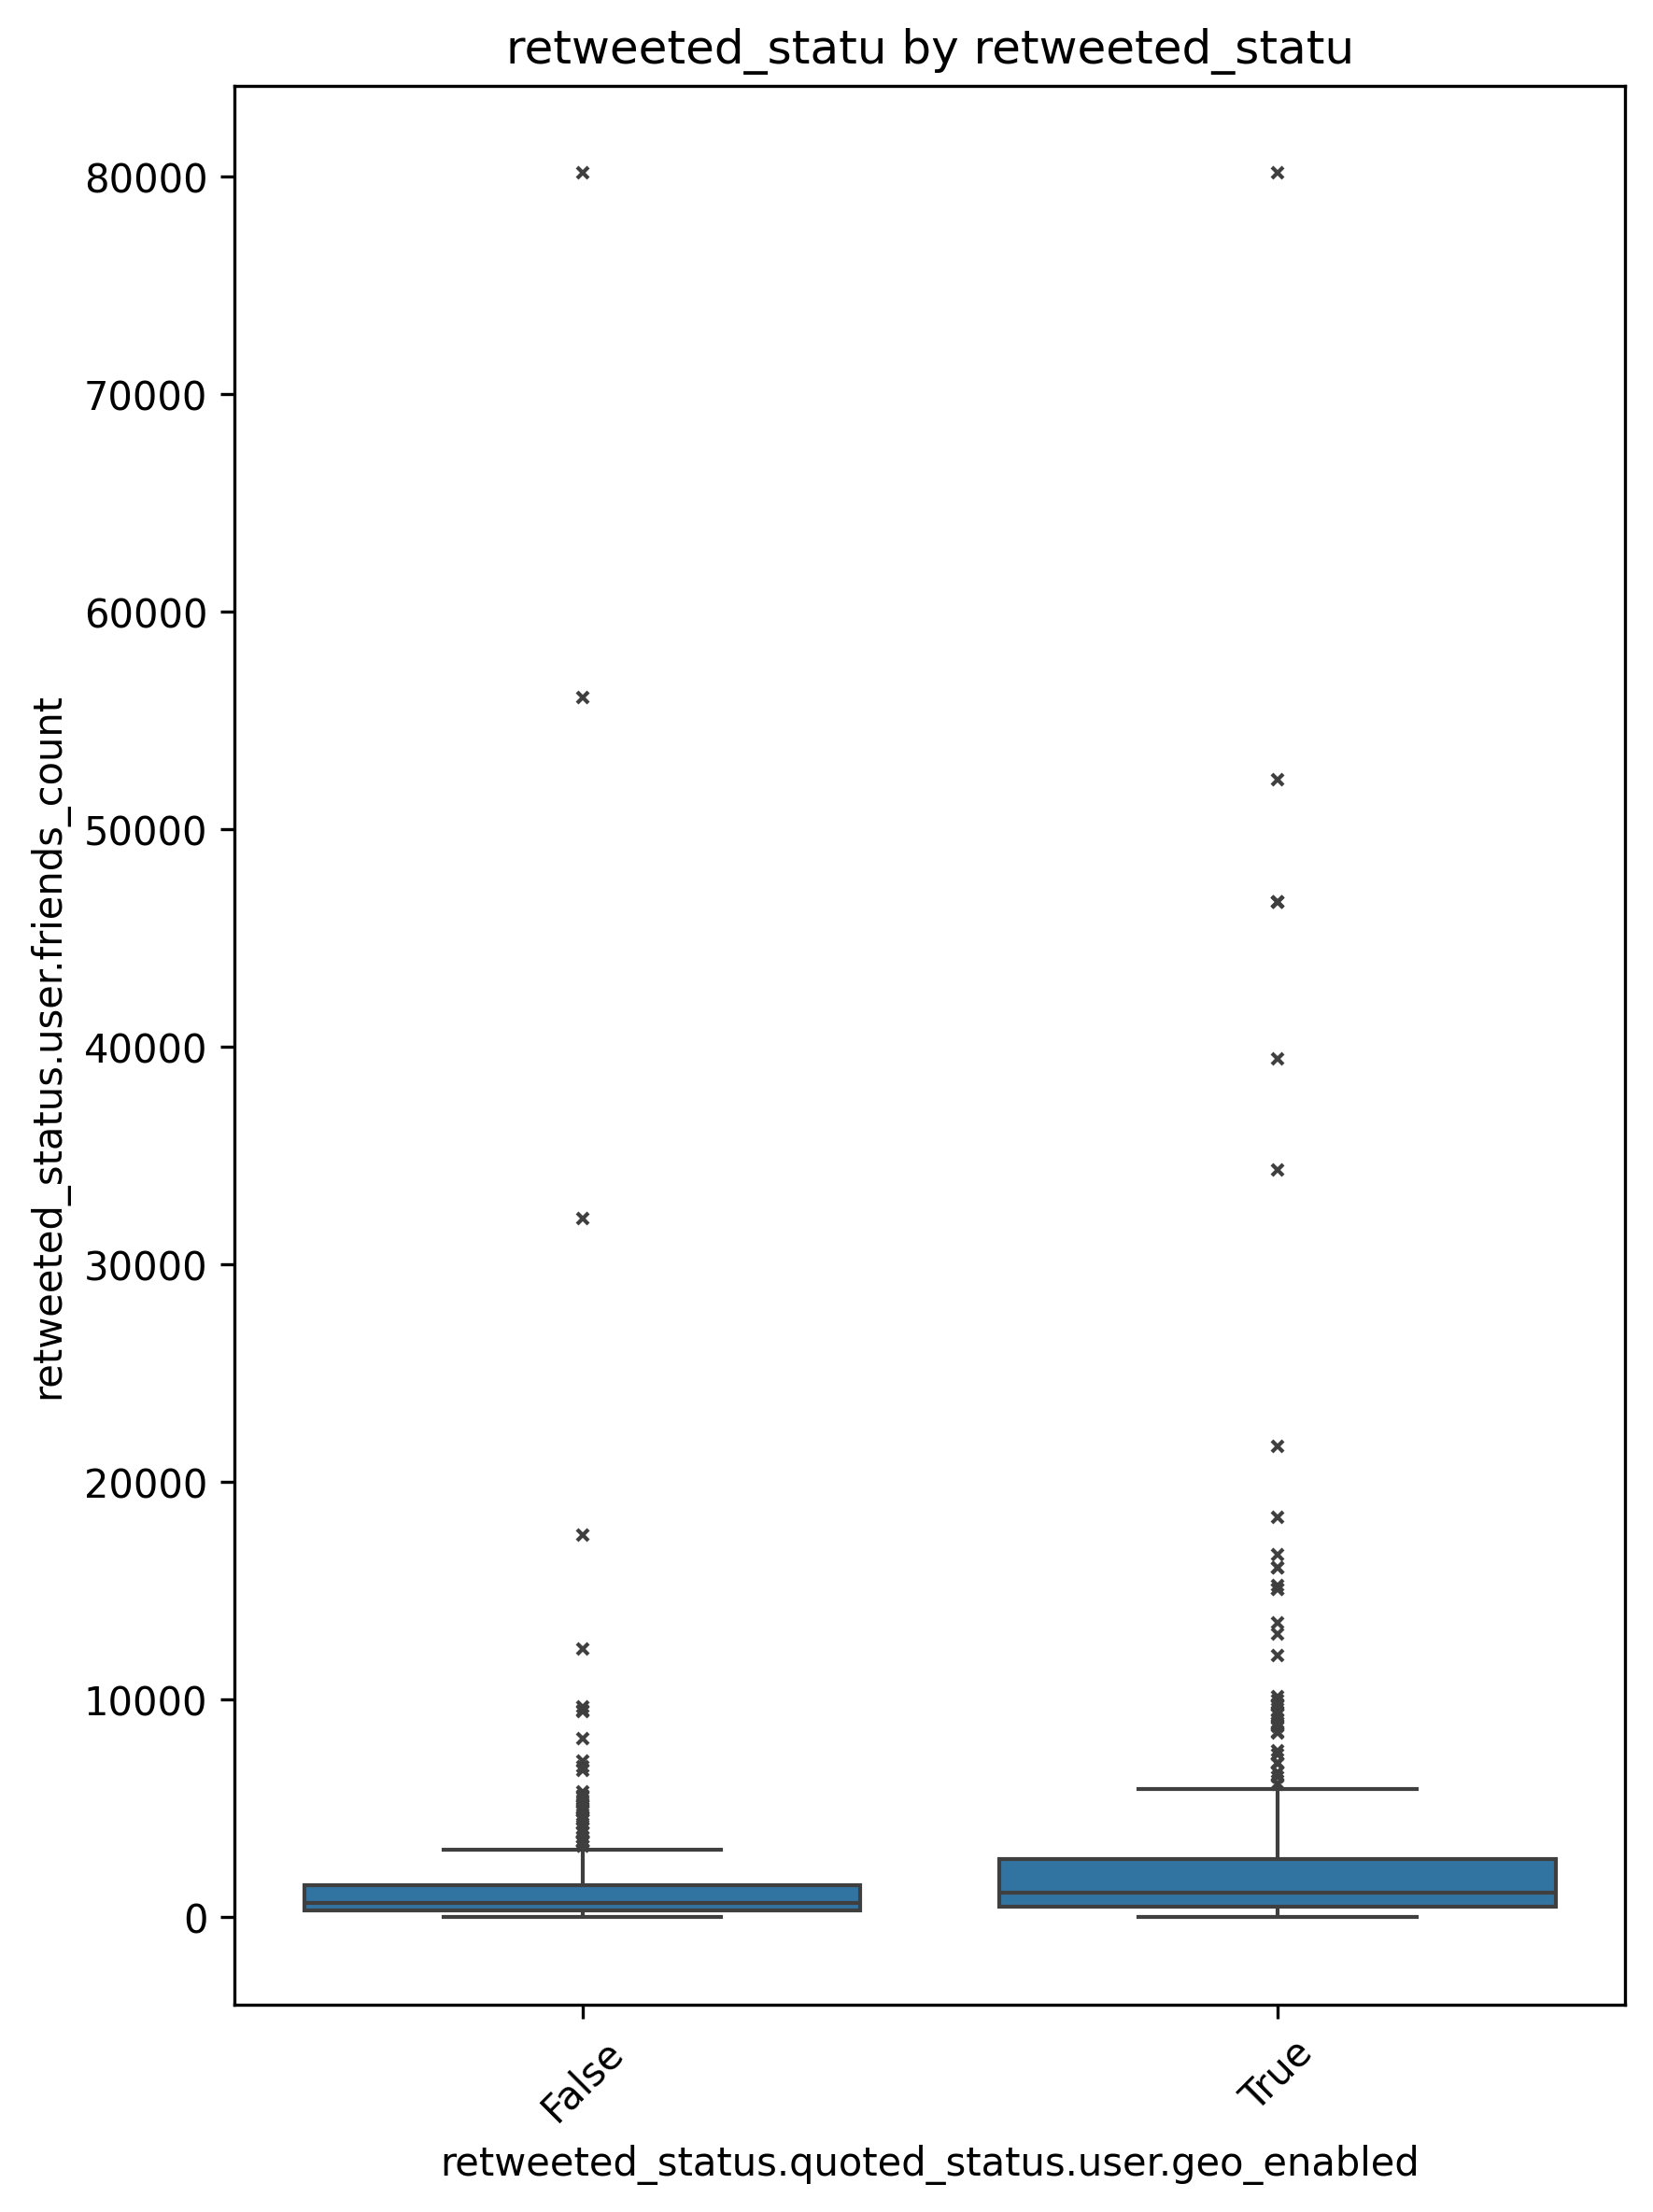 retweeted_statu by retweeted_statu
80000
70000
60000
50000
40000
30000
20000
10000
0
retweeted_status.user.friends_count
False
True
retweeted_status.quoted_status.user.geo_enabled